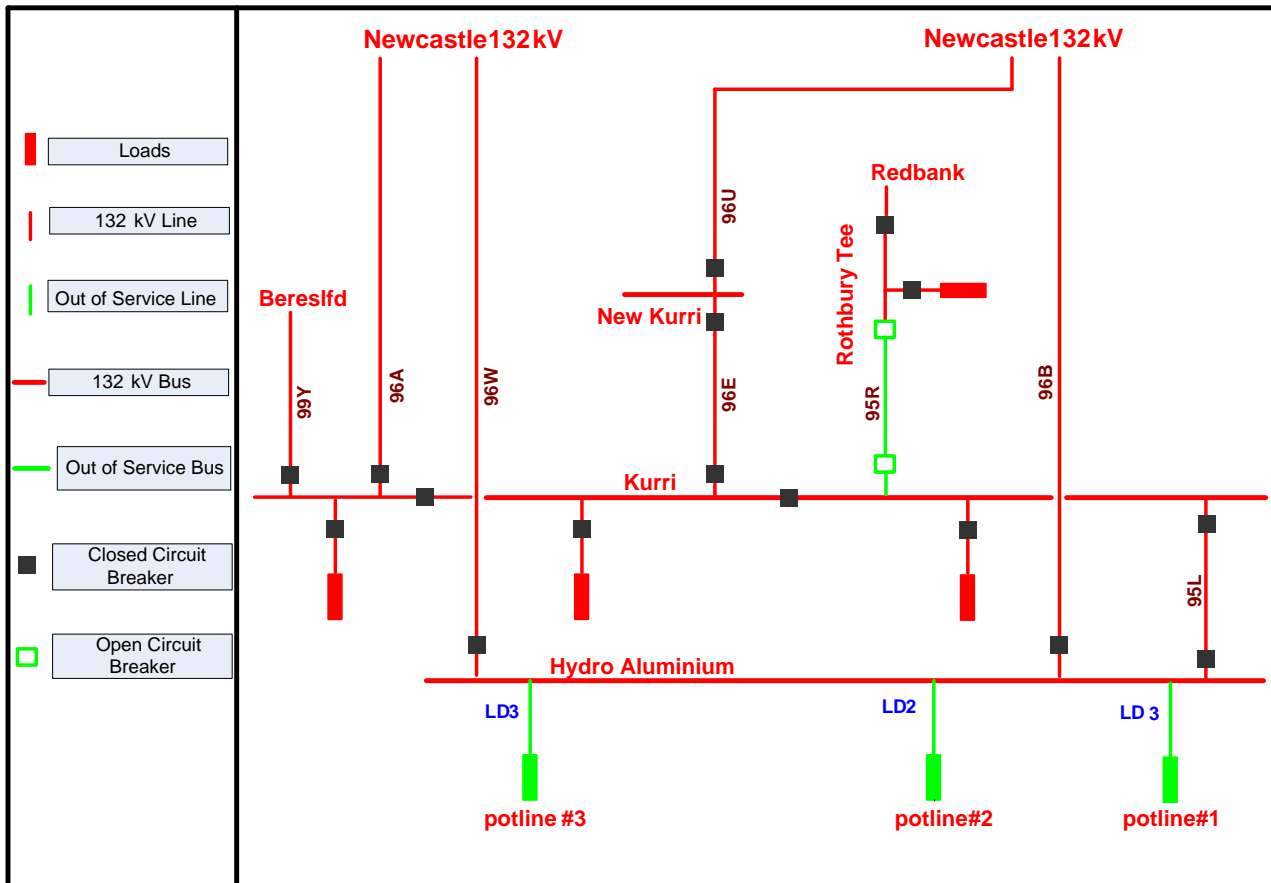 Loads
132 kV Line
Out of Service Line
132 kV Bus
Out of Service Bus
Closed Circuit
Breaker
Open Circuit
Breaker
Newcastle132kV
Newcastle132kV
Redbank
Rothbury Tee
96U
Bereslfd
New Kurri
99Y
96A
96W
96E
95R
96B
Kurri
95L
Hydro Aluminium
LD3
LD2
LD 3
potline #3
potline#2
potline#1